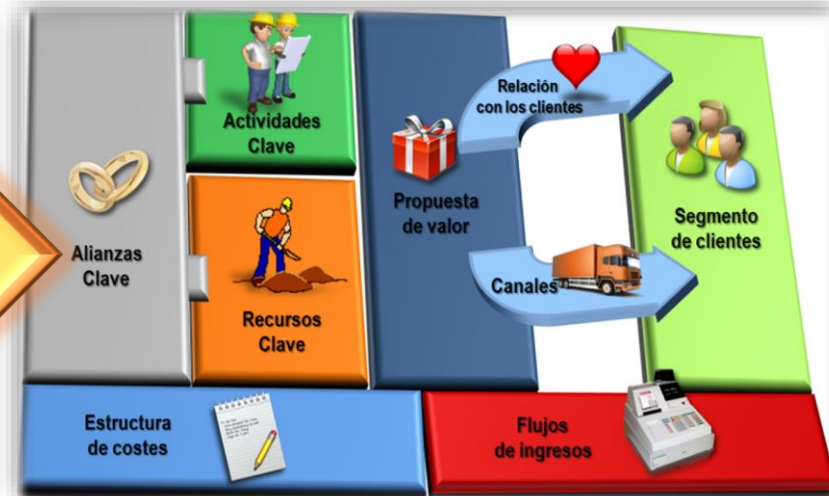 Alianzas
Clave
Actividades
Clave
Recursos
Clave
Propuesta
de valor
Relación
con los clientes
Canales
Segmento
de clientes
Estructura
de costes
Flujos
de ingresos